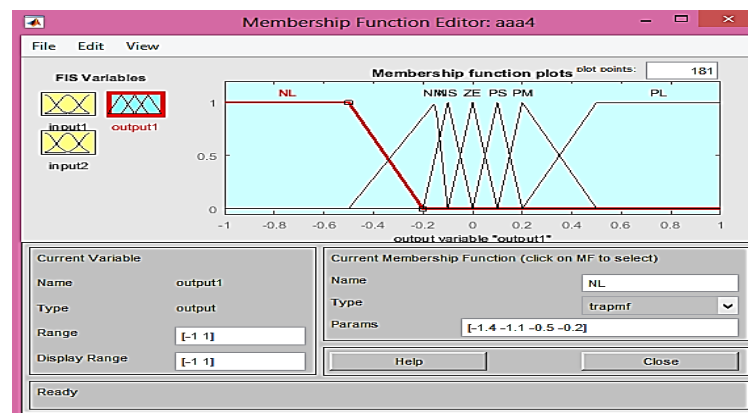 Membership Function Editor: aaa4
File Edit View
FIS Variables
input1
output1
input2
Membership function plots
plot points:
181
NL NM NS ZE PS PM PL
1
0.5
0
-1 -0.8 -0.6 -0.4 -0.2 0 0.2 0.4 0.6 0.8 1
output variable "output1"
Current Variable
Name output1
Type output
Range [-1 1]
Display Range [-1 1]
Current Membership Function (click on MF to select)
Name NL
Type trapmf
Params [-1.4 -1.1 -0.5 -0.2]
Help Close
Ready